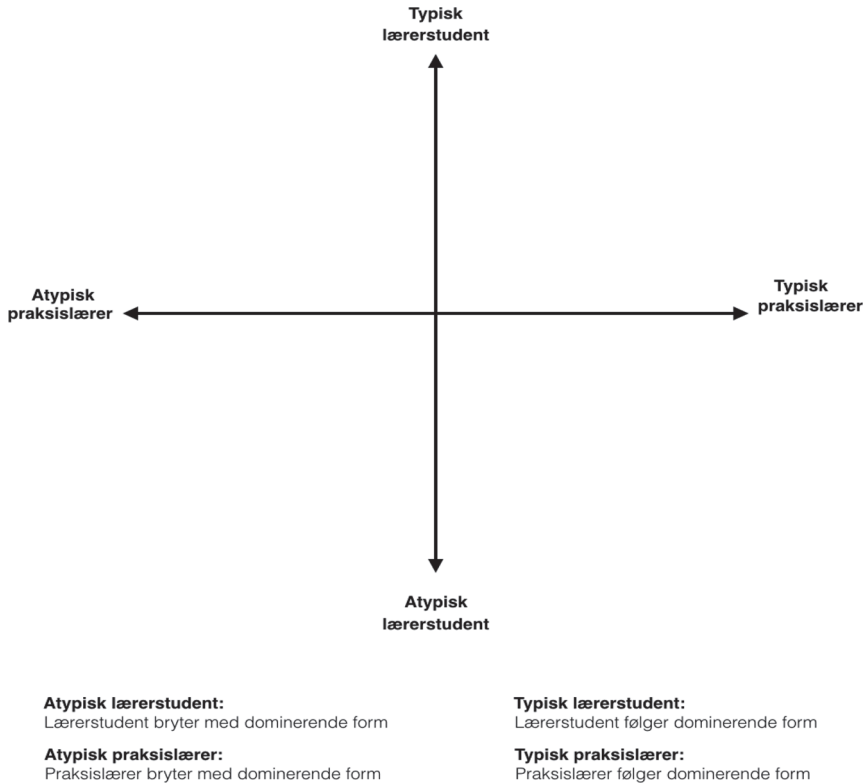 Typisk
lærerstudent
Atypisk
praksislærer
Typisk
praksislærer
Atypisk
lærerstudent
Atypisk lærerstudent:
Lærerstudent bryter med dominerende form
Atypisk praksislærer:
Praksislærer bryter med dominerende form
Typisk lærerstudent:
Lærerstudent følger dominerende form
Typisk praksislærer:
Praksislærer følger dominerende form